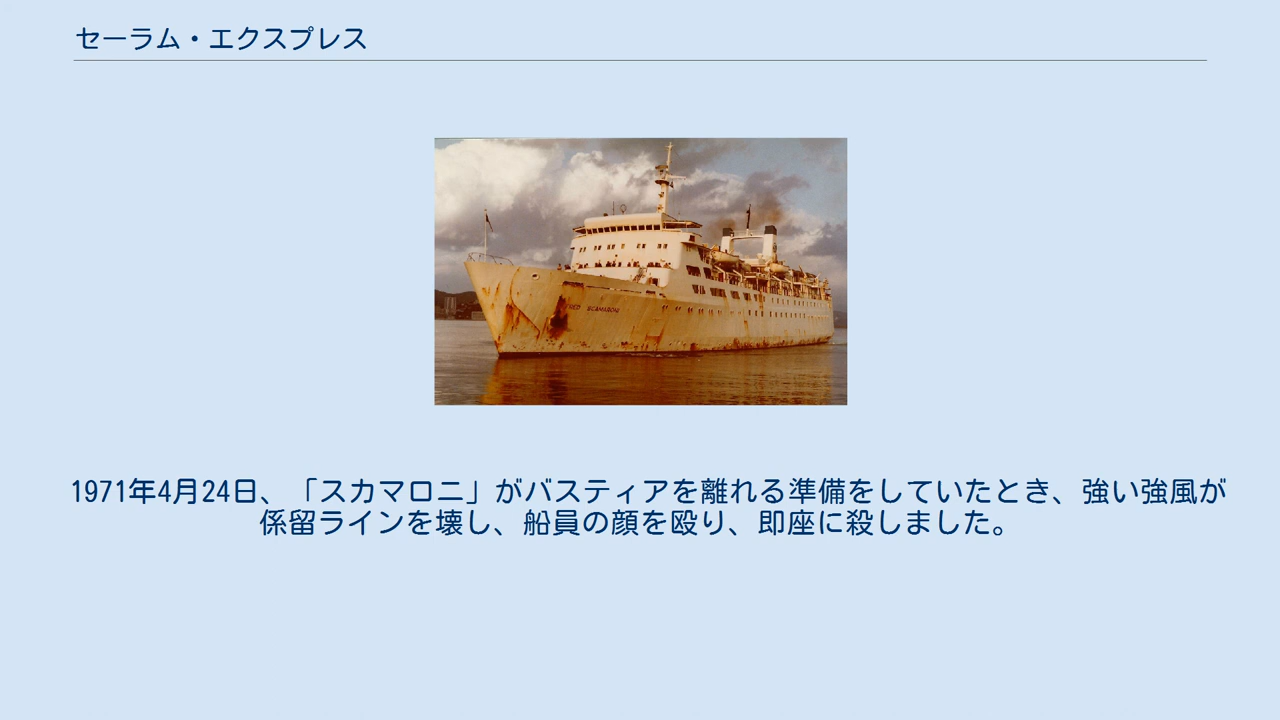 セーラム・エクスプレス
FRED SCAMARONI
1971年4月24日、「スカマロニ」がバスティアを離れる準備をしていたとき、強い強風が
係留ラインを壊し、船員の顔を殴り、即座に殺しました。